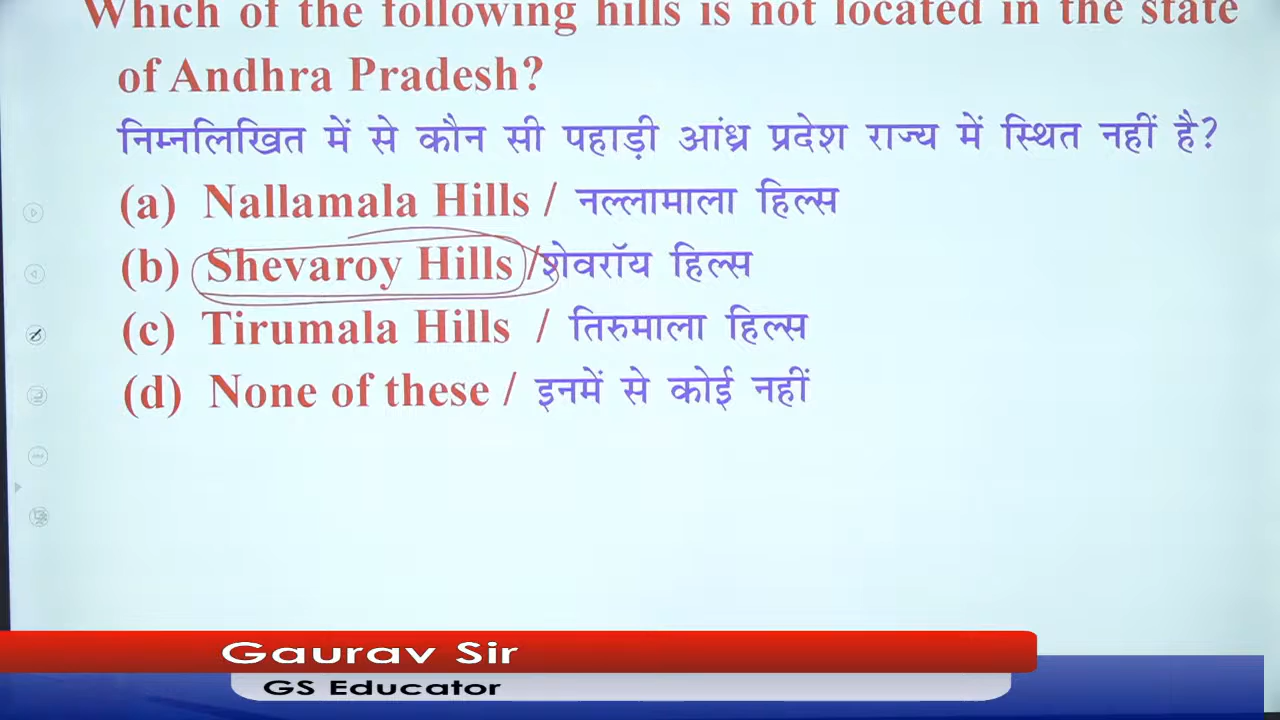 Which of the following hills is not located in the state
of Andhra Pradesh?
निम्नलिखित में से कौन सी पहाड़ी आंध्र प्रदेश राज्य में स्थित नहीं है?
(a) Nallamala Hills / नल्लामाला हिल्स
(b) Shevaroy Hills /शेवरॉय हिल्स
(c) Tirumala Hills / तिरुमाला हिल्स
(d) None of these / इनमें से कोई नहीं
Gaurav Sir
GS Educator